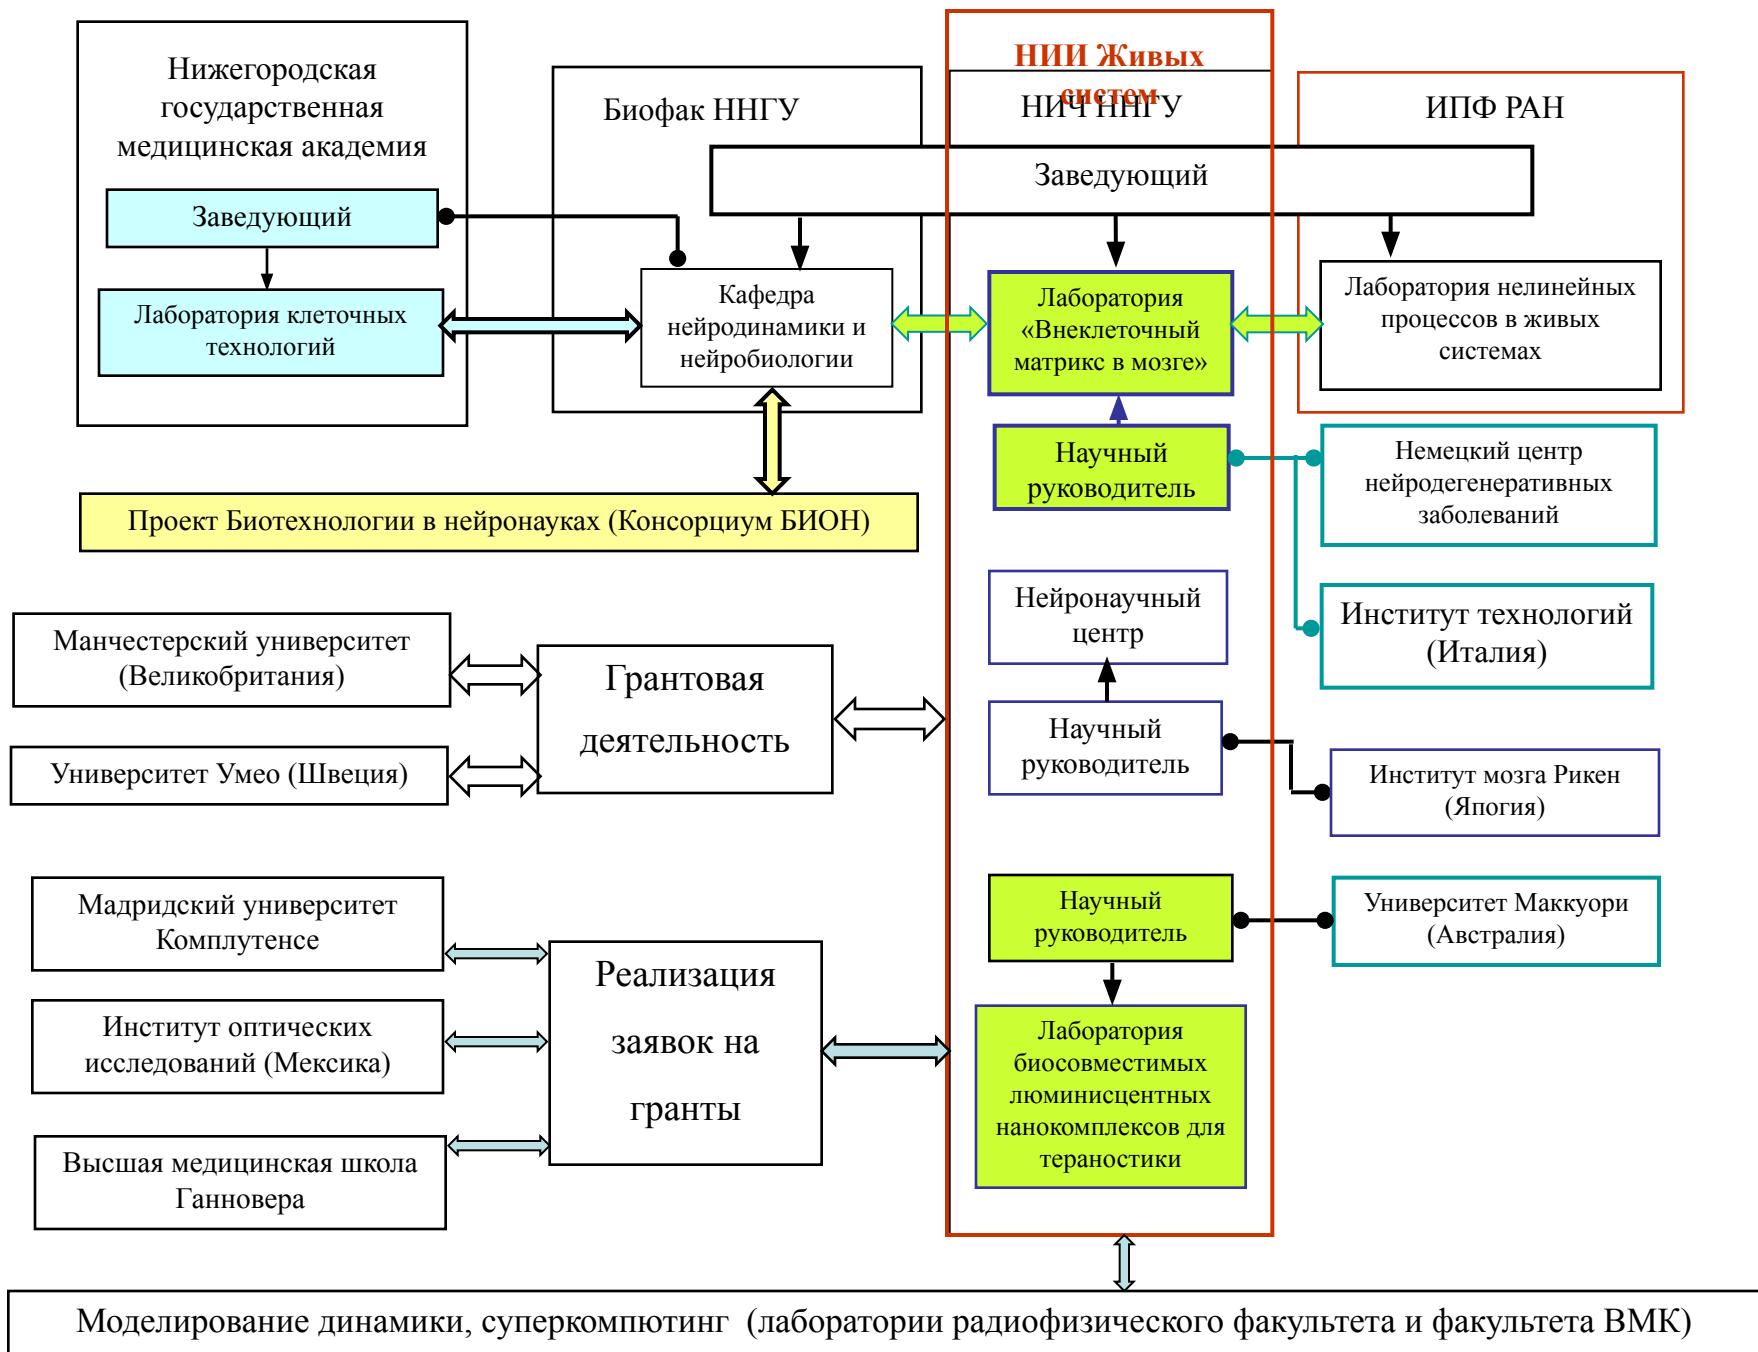 Нижегородская
государственная
медицинская академия
Заведующий
Лаборатория клеточных
технологий
Биофак ННГУ
НИИ Живых
систем
НИЧ ННГУ
ИПФ РАН
Заведующий
Кафедра
нейродинамики и
нейробиологии
Лаборатория
«Внеклеточный
матрикс в мозге»
Лаборатория нелинейных
процессов в живых
системах
Научный
руководитель
Немецкий центр
нейродегенеративных
заболеваний
Проект Биотехнологии в нейронауках (Консорциум БИОН)
Нейронаучный
центр
Институт технологий
(Италия)
Манчестерский университет
(Великобритания)
Грантовая
деятельность
Университет Умео (Швеция)
Научный
руководитель
Институт мозга Рикен
(Япогия)
Мадридский университет
Комплутенсе
Институт оптических
исследований (Мексика)
Высшая медицинская школа
Ганновера
Реализация
заявок на
гранты
Научный
руководитель
Университет Маккуори
(Австралия)
Лаборатория
биосовместимых
люминисцентных
нанокомплексов для
тераностики
Моделирование динамики, суперкомпютинг (лаборатории радиофизического факультета и факультета ВМК)